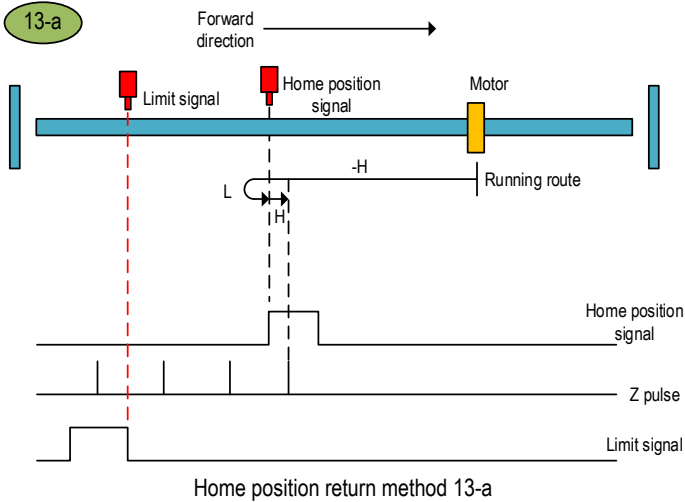 13-a
Forward
direction
Limit signal
Home position
signal
Motor
-H
Running route
L
H
Home position
signal
Z pulse
Limit signal
Home position return method 13-a